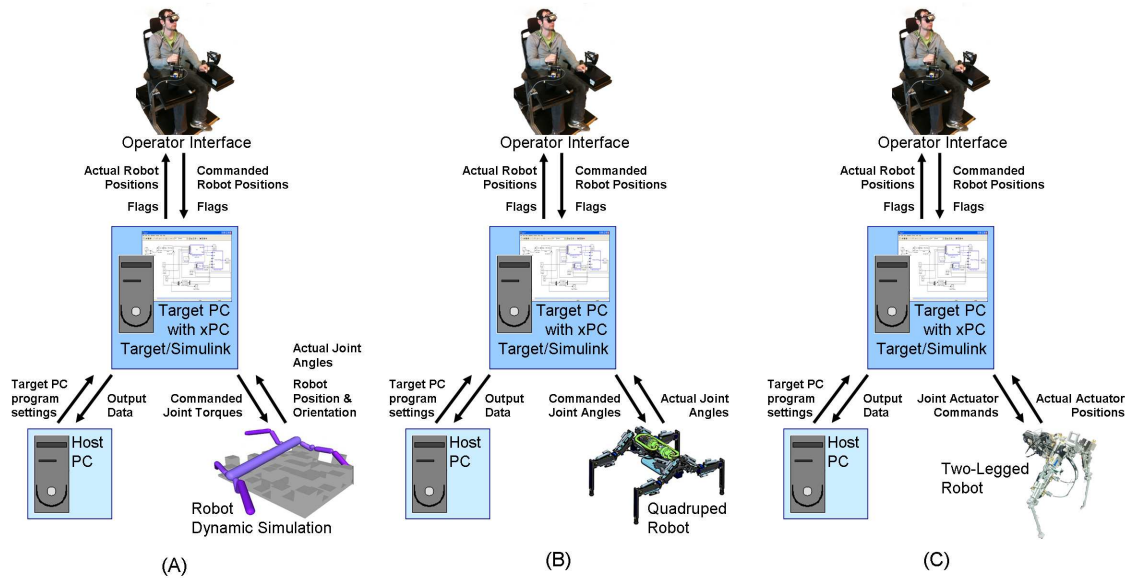 Operator Interface
Actual Robot
Positions
Flags
Commanded
Robot Positions
Flags
Target PC
with xPC
Target/Simulink
Target PC
program
settings
Output
Data
Commanded
Joint Torques
Actual Joint
Angles
Robot
Position &
Orientation
Host
PC
Robot
Dynamic Simulation
(A)
Operator Interface
Actual Robot
Positions
Flags
Commanded
Robot Positions
Flags
Target PC
with xPC
Target/Simulink
Target PC
program
settings
Output
Data
Commanded
Joint Angles
Actual Joint
Angles
Host
PC
Quadruped
Robot
(B)
Operator Interface
Actual Robot
Positions
Flags
Commanded
Robot Positions
Flags
Target PC
with xPC
Target/Simulink
Target PC
program
settings
Output
Data
Joint Actuator
Commands
Actual Actuator
Positions
Host
PC
Two-Legged
Robot
(C)